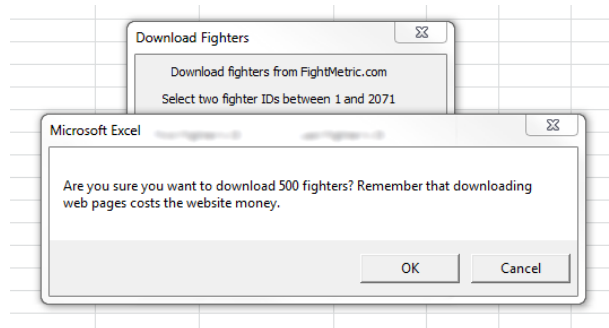 Download Fighters
Download fighters from FightMetric.com
Select two fighter IDs between 1 and 2071
Microsoft Excel
Are you sure you want to download 500 fighters? Remember that downloading
web pages costs the website money.
OK
Cancel